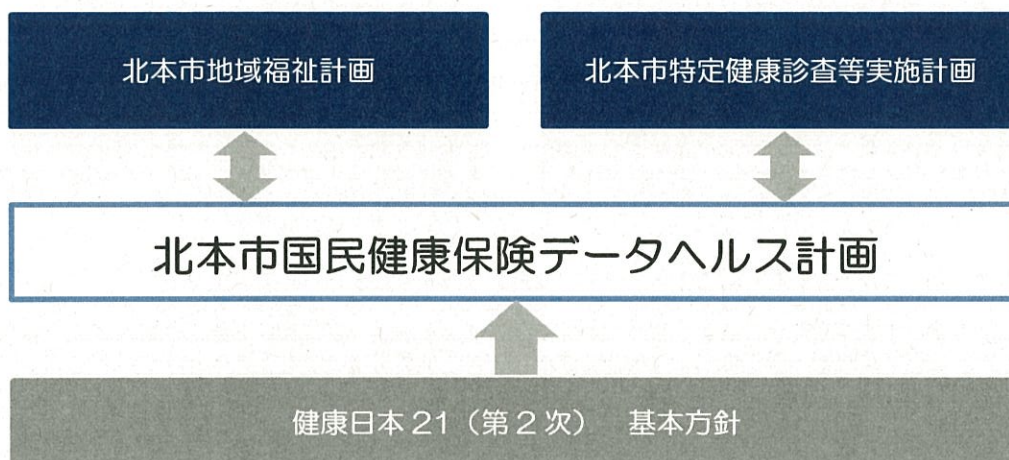 北本市地域福祉計画
北本市特定健康診査等実施計画
北本市国民健康保険データヘルス計画
健康日本21(第2次) 基本方針